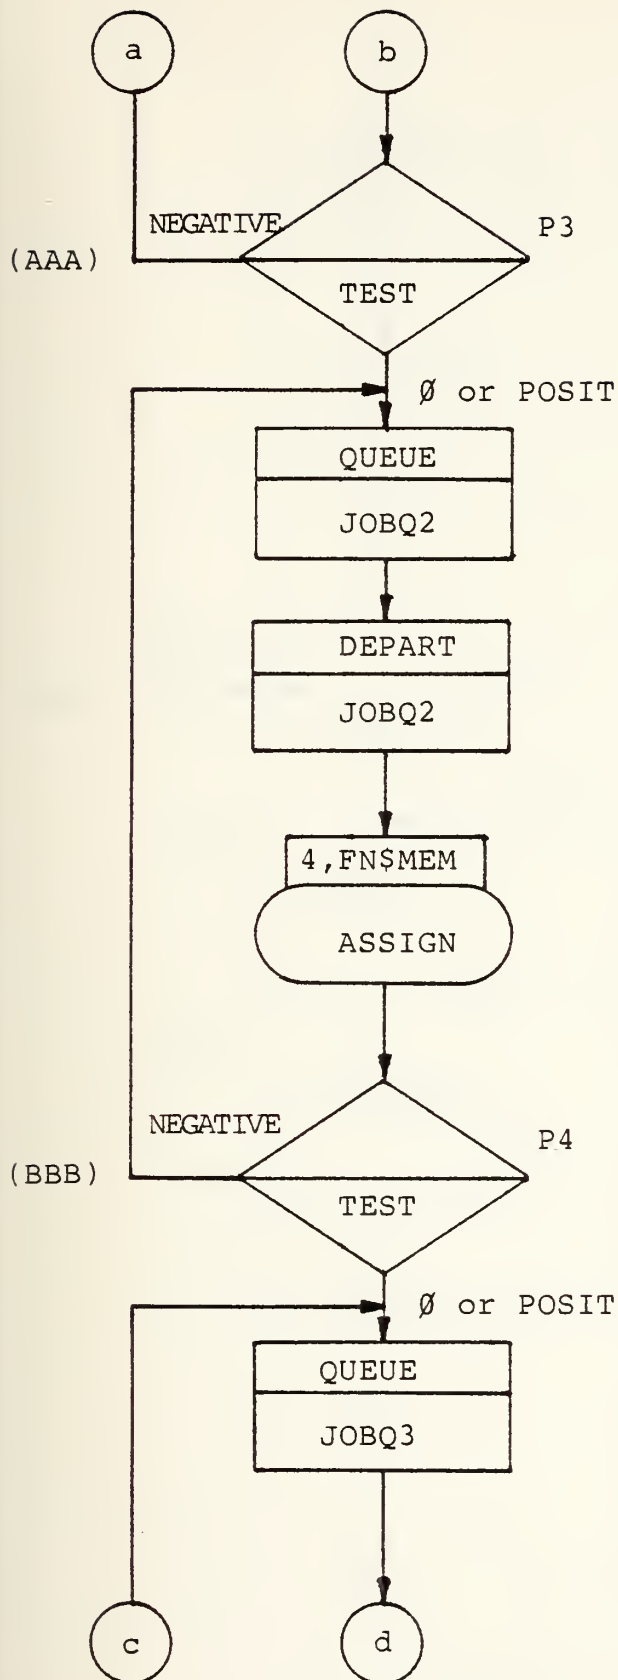 a
b
NEGATIVE
P3
(AAA)
TEST
Ø or POSIT
QUEUE
JOBQ2
DEPART
JOBQ2
4,FN$MEM
ASSIGN
NEGATIVE
P4
(BBB)
TEST
Ø or POSIT
QUEUE
JOBQ3
c
d